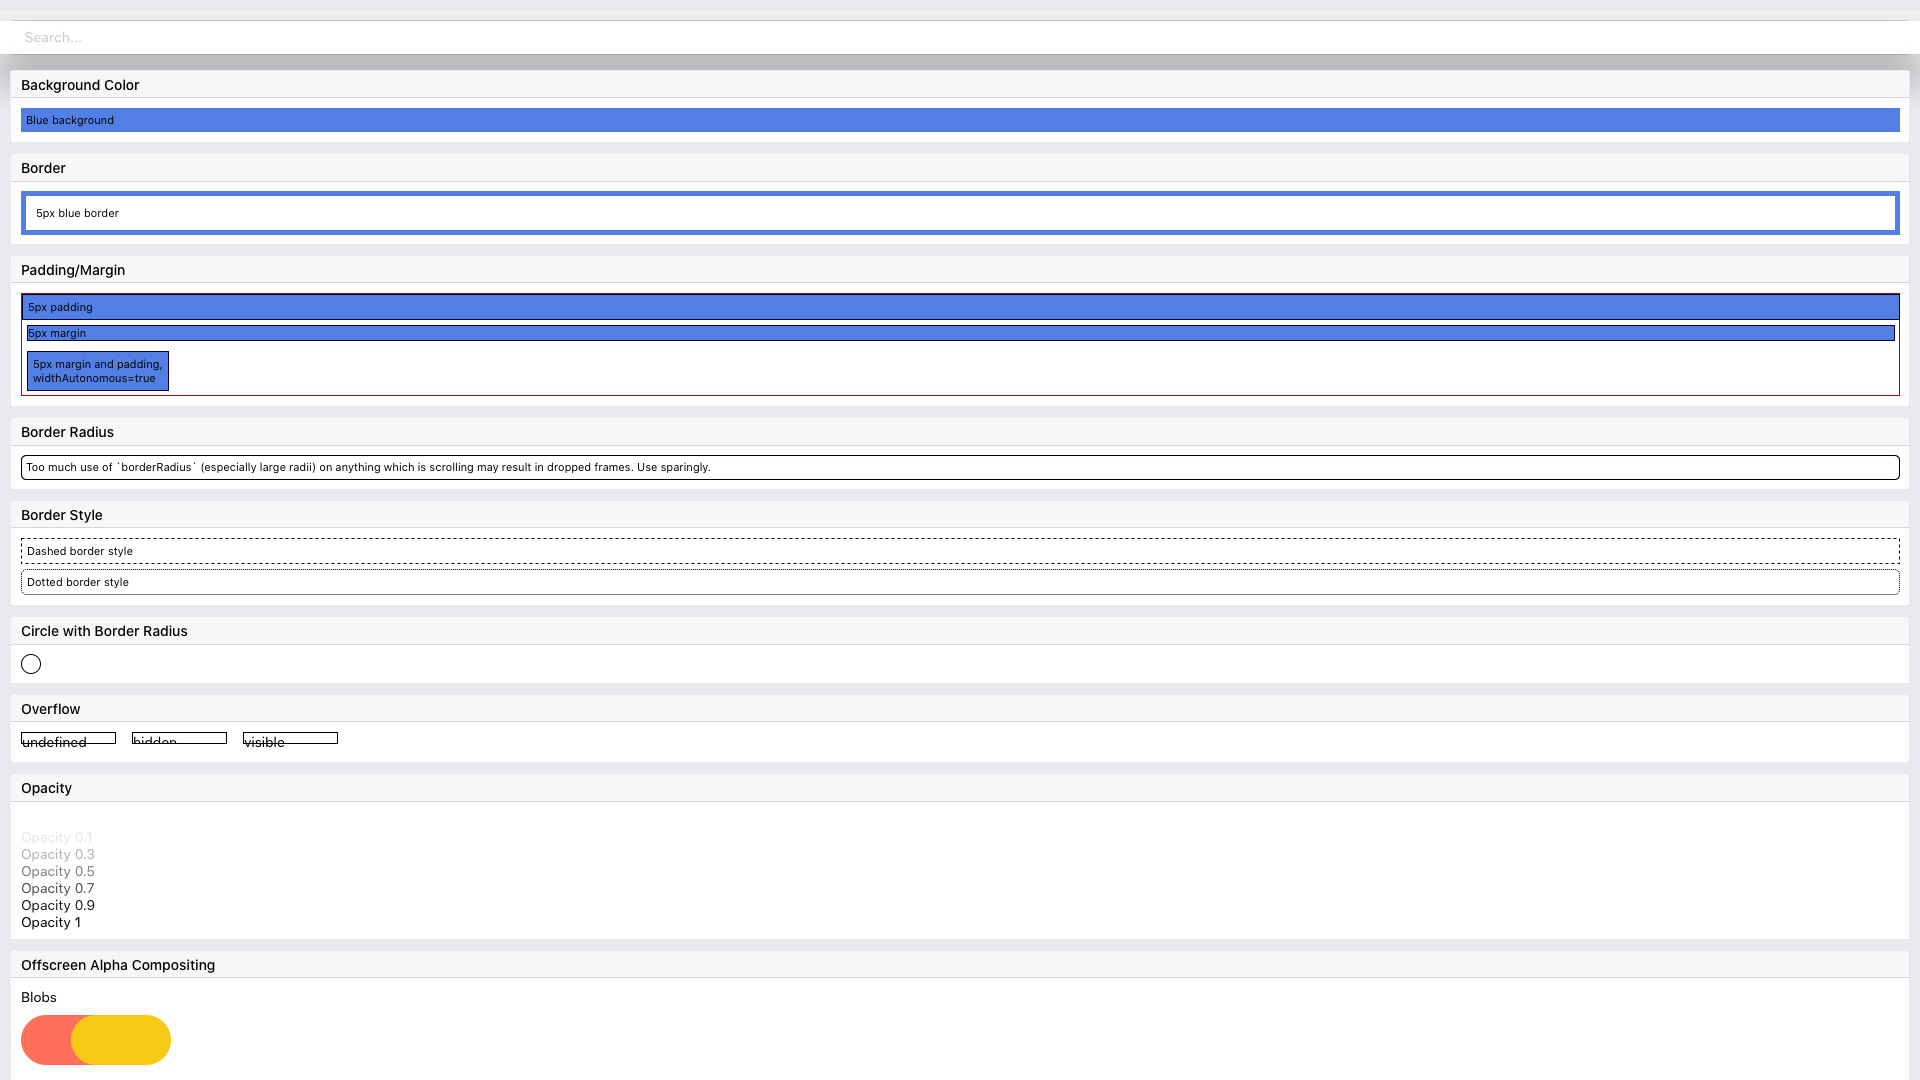 Search...
Background Color
Blue background
Border
5px blue border
Padding/Margin
5px padding
5px margin
5px margin and padding,
widthAutonomous=true
Border Radius
Too much use of `borderRadius` (especially large radii) on anything which is scrolling may result in dropped frames. Use sparingly.
Border Style
Dashed border style
Dotted border style
Circle with Border Radius
Overflow
undefined hidden visible
Opacity
Opacity 0.1
Opacity 0.3
Opacity 0.5
Opacity 0.7
Opacity 0.9
Opacity 1
Offscreen Alpha Compositing
Blobs